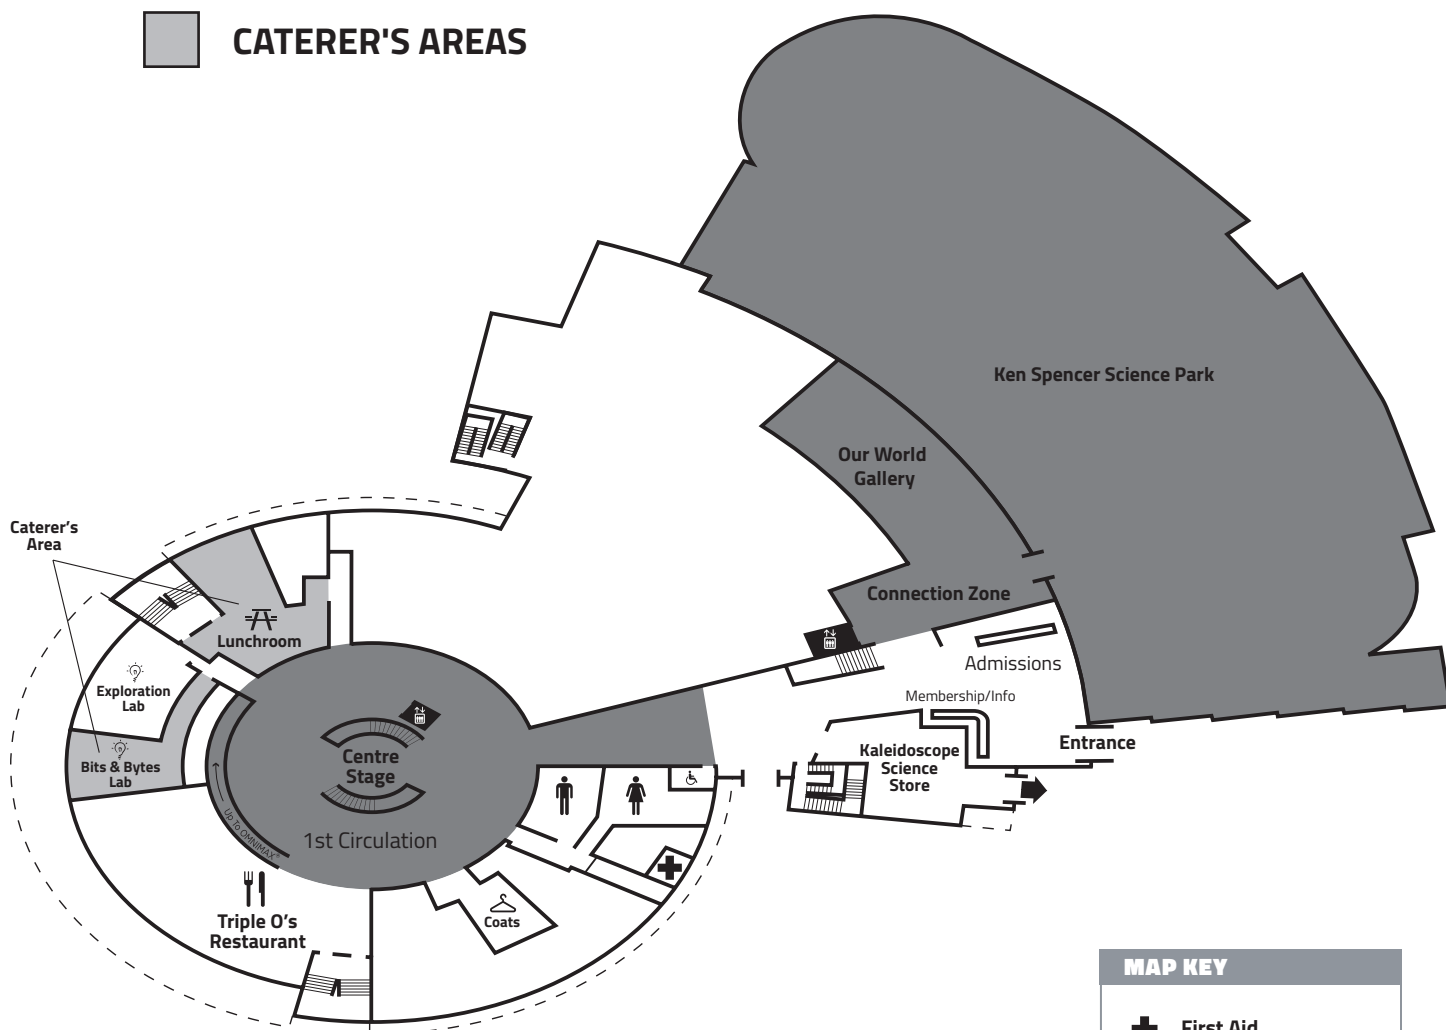 CATERER'S AREAS
Ken Spencer Science Park
Our World
Gallery
Caterer's
Area
Connection Zone
Lunchroom
Admissions
Exploration
Lab
Membership/Info
Entrance
Kaleidoscope
Science
Store
Centre
Stage
Bits & Bytes
Lab
Up To OMNIMAX®
1st Circulation
Triple O's
Restaurant
Coats
MAP KEY
First Aid